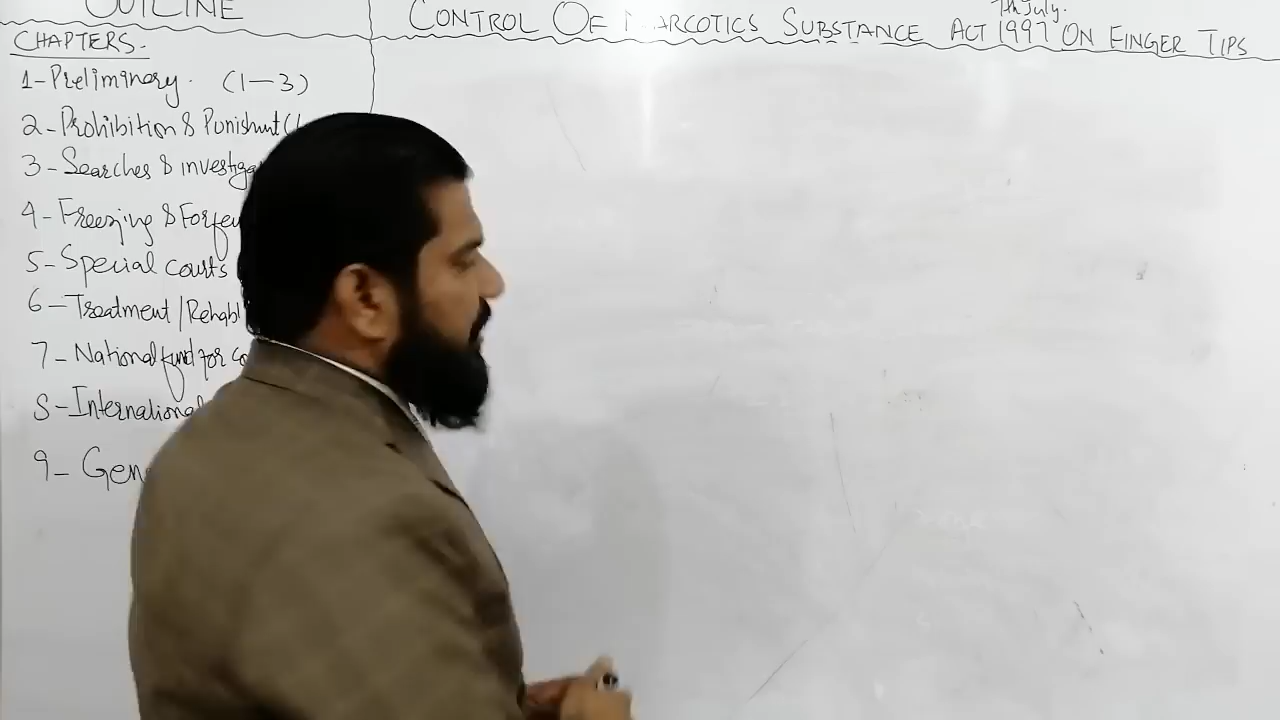 OUTLINE
CONTROL OF NARCOTICS SUBSTANCE ACT 1997 ON FINGER TIPS
7th July.
CHAPTERS-
1-Preliminary. (1-3)
2-Prohibition & Punishmt (
3-Searches & investiga
4-Freezing & Forfeu
5-Special courts
6-Treatment/Rehabl
7-National fund for co
8-International
9-Gen